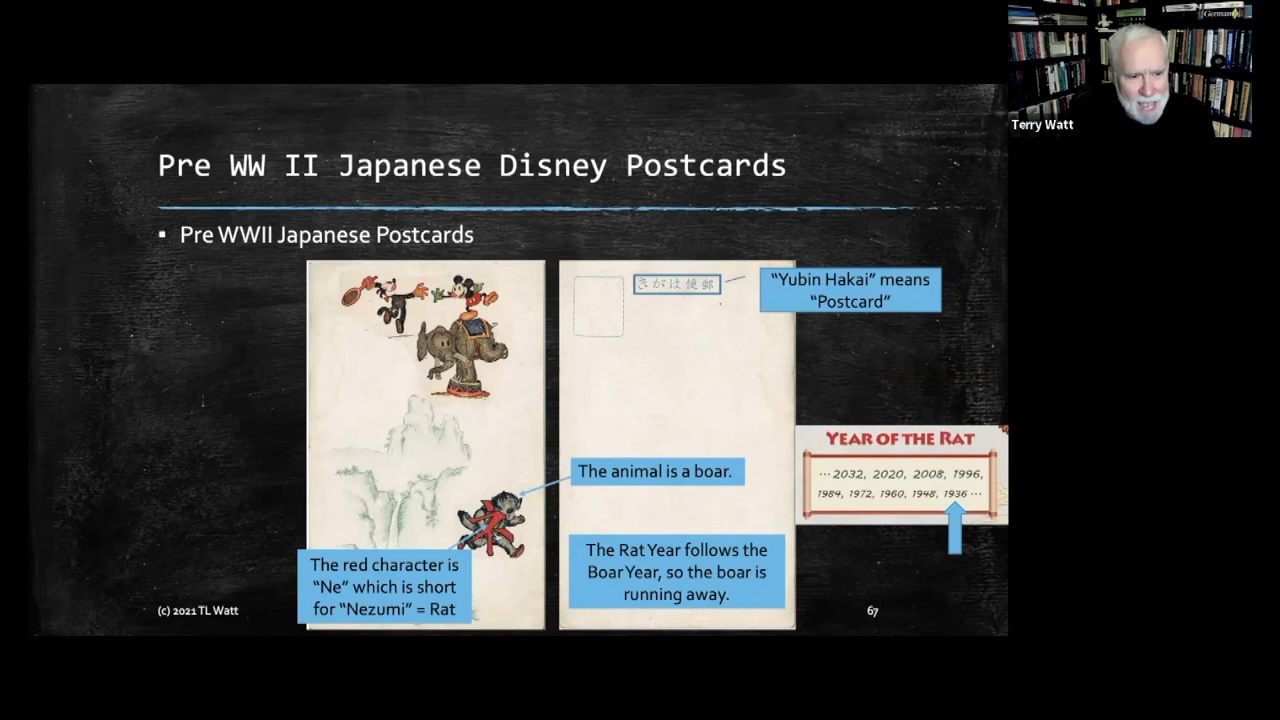 Germany
Terry Watt
Pre WW II Japanese Disney Postcards
▪ Pre WWII Japanese Postcards
きがは便郵
“Yubin Hakai” means
“Postcard”
YEAR OF THE RAT
···2032, 2020, 2008, 1996,
1984, 1972, 1960, 1948, 1936···
The animal is a boar.
The Rat Year follows the
Boar Year, so the boar is
running away.
The red character is
“Ne” which is short
for “Nezumi” = Rat
(c) 2021 TL Watt
67